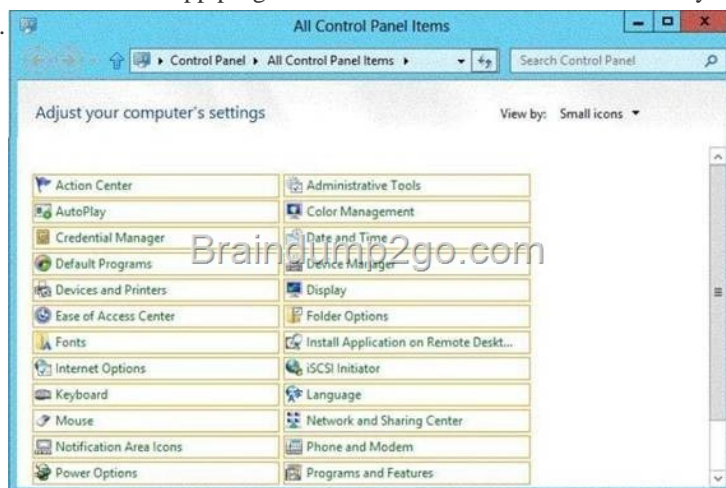 All Control Panel Items
Control Panel All Control Panel Items Search Control Panel
Adjust your computer's settings View by: Small icons
Action Center Administrative Tools
AutoPlay Color Management
Credential Manager Date and Time
Braindump2go.com
Default Programs Device Manager
Devices and Printers Display
Ease of Access Center Folder Options
Fonts Install Application on Remote Deskt...
Internet Options iSCSI Initiator
Keyboard Language
Mouse Network and Sharing Center
Notification Area Icons Phone and Modem
Power Options Programs and Features